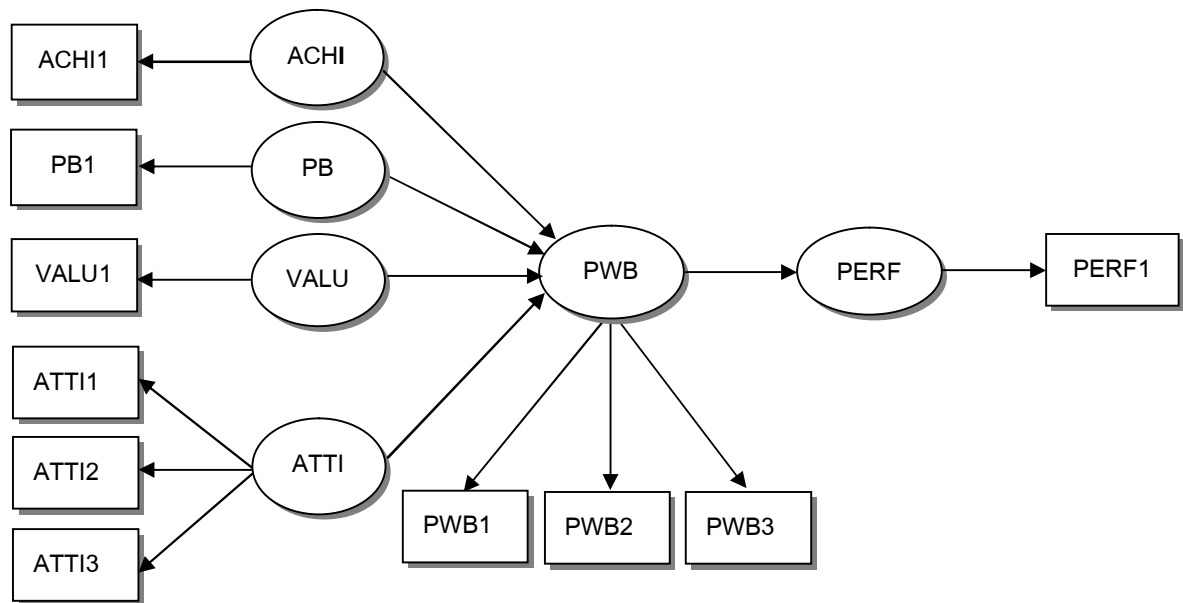 ACHI1
ACHI
PB1
PB
VALU1
VALU
PWB
PERF
PERF1
ATTI1
ATTI2
ATTI
ATTI3
PWB1
PWB2
PWB3